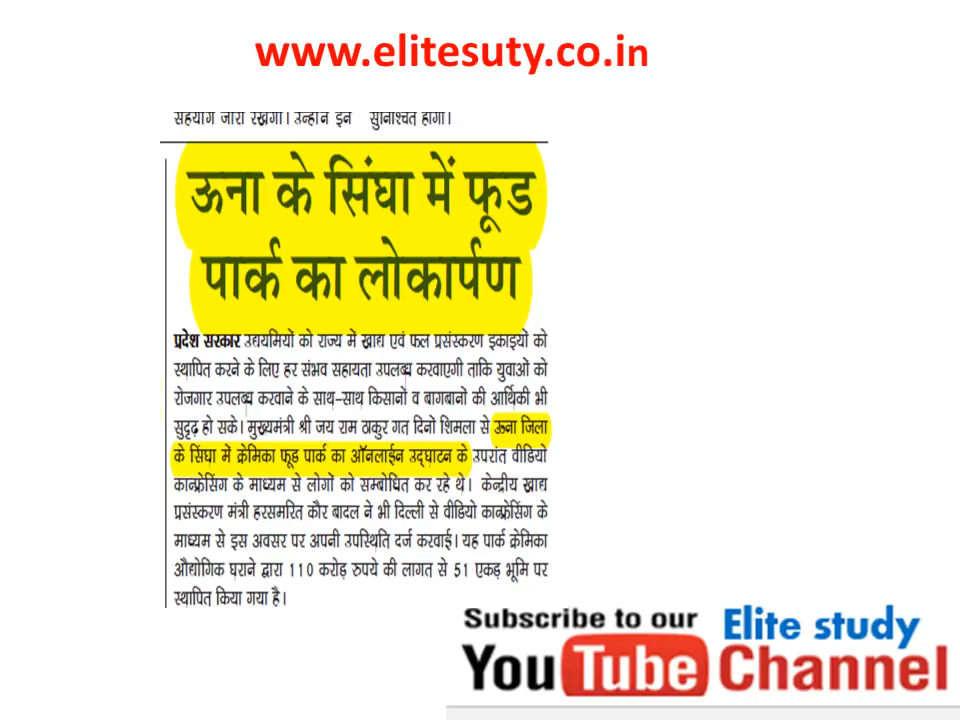 www.elitesuty.co.in
सहयोग जारी रखेगी। उन्होंने इन सुनिश्चित होगी।
ऊना के सिंघा में फूड
पार्क का लोकार्पण
प्रदेश सरकार उद्यमियों को राज्य में खाद्य एवं फल प्रसंस्करण इकाइयों को
स्थापित करने के लिए हर संभव सहायता उपलब्ध करवाएगी ताकि युवाओं को
रोजगार उपलब्ध करवाने के साथ-साथ किसानों व बागबानों की आर्थिकी भी
सुदृढ़ हो सके। मुख्यमंत्री श्री जय राम ठाकुर गत दिनों शिमला से ऊना जिला
के सिंघा में क्रेमिका फूड पार्क का ऑनलाईन उद्घाटन के उपरांत वीडियो
कान्फ्रेसिंग के माध्यम से लोगों को सम्बोधित कर रहे थे। केन्द्रीय खाद्य
प्रसंस्करण मंत्री हरसमरित कौर बादल ने भी दिल्ली से वीडियो कान्फ्रेसिंग के
माध्यम से इस अवसर पर अपनी उपस्थिति दर्ज करवाई। यह पार्क क्रेमिका
औद्योगिक घराने द्वारा 110 करोड़ रुपये की लागत से 51 एकड़ भूमि पर
स्थापित किया गया है।
Subscribe to our Elite study
YouTube Channel